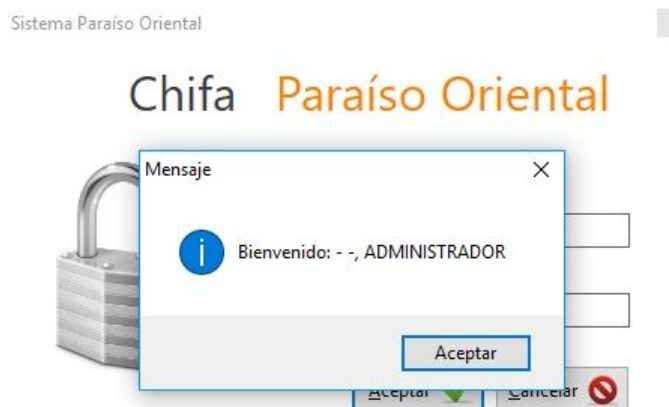 Sistema Paraíso Oriental
Chifa Paraíso Oriental
Mensaje
Bienvenido: - -, ADMINISTRADOR
Aceptar
Aceptar Cancelar